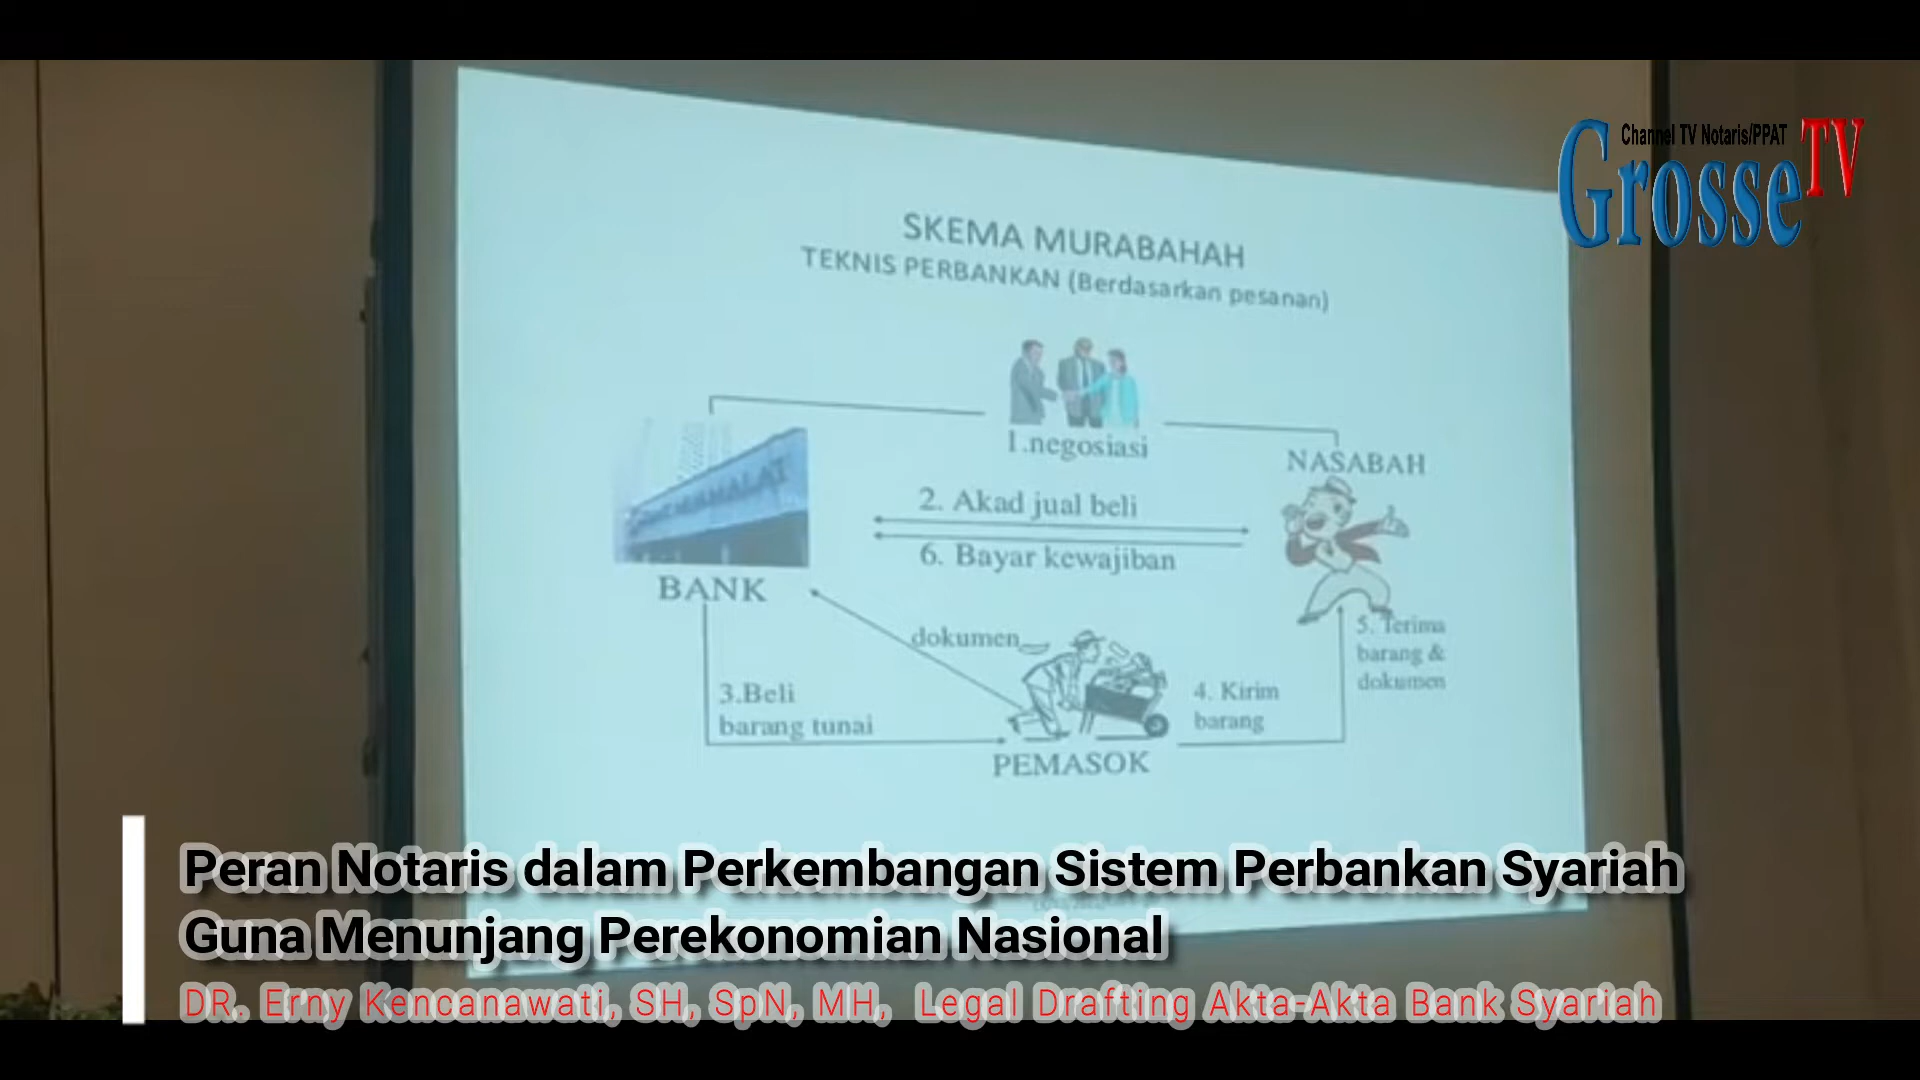 Channel TV Notaris/PPAT
Grosse TV
SKEMA MURABAHAH
TEKNIS PERBANKAN (Berdasarkan pesanan)
1.negosiasi
NASABAH
2. Akad jual beli
6. Bayar kewajiban
BANK
dokumen
5. Terima
barang &
dokumen
3.Beli
barang tunai
4. Kirim
barang
PEMASOK
Peran Notaris dalam Perkembangan Sistem Perbankan Syariah
Guna Menunjang Perekonomian Nasional
DR. Erny Kencanawati, SH, SpN, MH, Legal Drafting Akta-Akta Bank Syariah